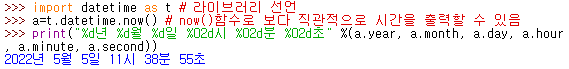 >>> import datetime as t # 라이브러리 선언
>>> a=t.datetime.now() # now()함수로 보다 직관적으로 시간을 출력할 수 있음
>>> print("%d년 %d월 %d일 %02d시 %02d분 %02d초" %(a.year, a.month, a.day, a.hour
, a.minute, a.second))
2022년 5월 5일 11시 38분 55초